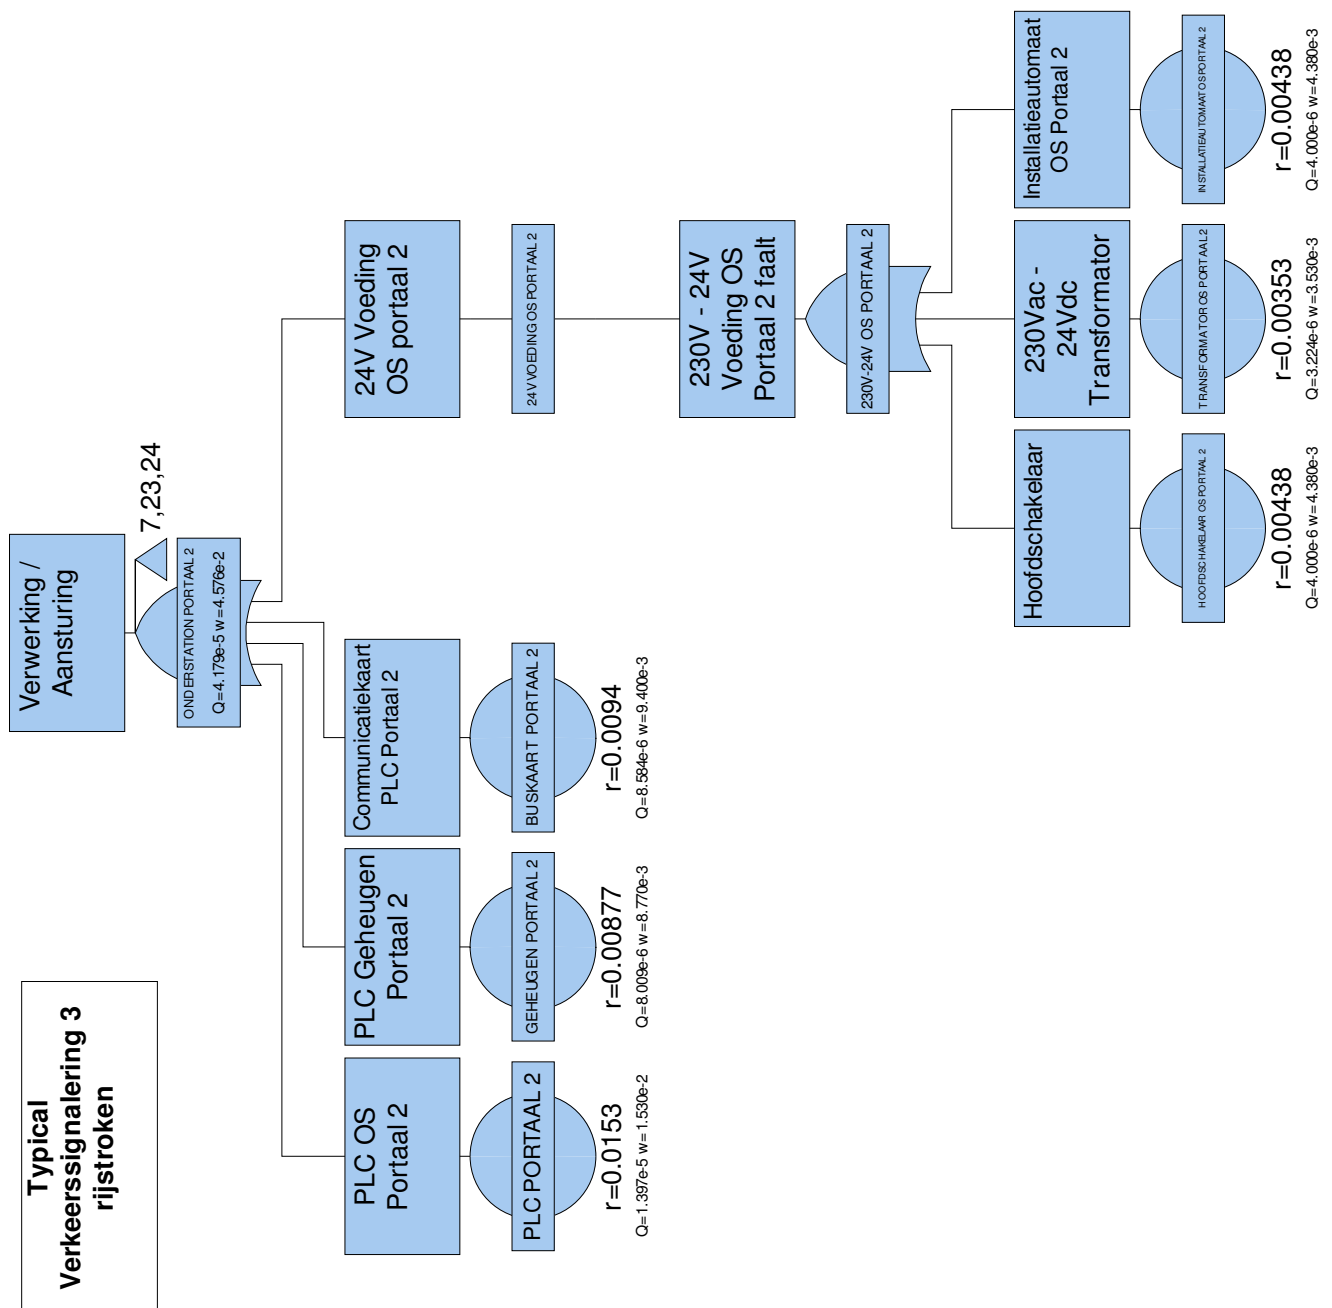 Typical
Verkeerssignalering 3
rijstroken
Verwerking /
Aansturing
7,23,24
ONDERSTATION PORTAAL 2
Q=4.179e-5 w=4.576e-2
PLC OS
Portaal 2
PLC PORTAAL 2
r=0.0153
Q=1.397e-5 w=1.530e-2
PLC Geheugen
Portaal 2
GEHEUGEN PORTAAL 2
r=0.00877
Q=8.009e-6 w=8.770e-3
Communicatiekaart
PLC Portaal 2
BUSKAART PORTAAL 2
r=0.0094
Q=8.584e-6 w=9.400e-3
24V Voeding
OS portaal 2
24V VOEDING OS PORTAAL 2
230V - 24V
Voeding OS
Portaal 2 faalt
230V-24V OS PORTAAL 2
Hoofdschakelaar
HOOFDSCHAKELAAR OS PORTAAL 2
r=0.00438
Q=4.000e-6 w=4.380e-3
230Vac -
24Vdc
Transformator
TRANSFORMATOR OS PORTAAL2
r=0.00353
Q=3.224e-6 w=3.530e-3
Installatieautomaat
OS Portaal 2
INSTALLATIEAUTOMAAT OS PORTAAL 2
r=0.00438
Q=4.000e-6 w=4.380e-3